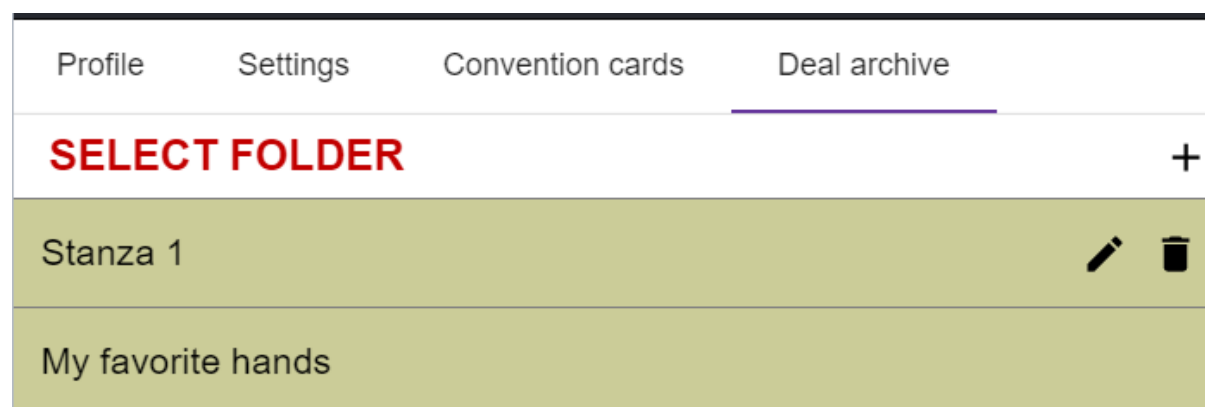 Profile Settings Convention cards Deal archive
SELECT FOLDER +
Stanza 1
My favorite hands